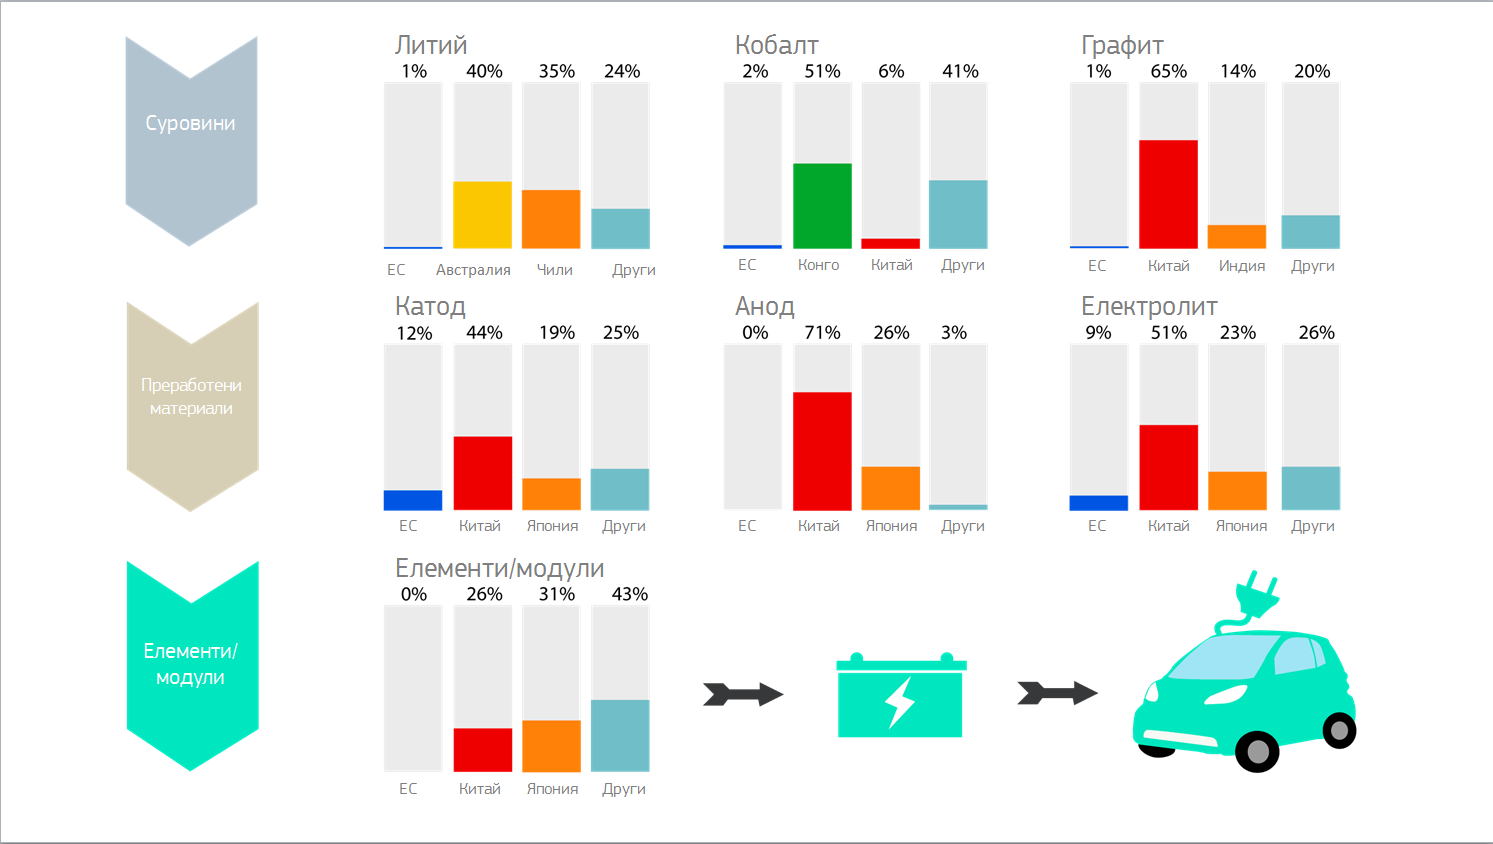 Суровини
Литий
1% 40% 35% 24%
ЕС Австралия Чили Други
Кобалт
2% 51% 6% 41%
ЕС Конго Китай Други
Графит
1% 65% 14% 20%
ЕС Китай Индия Други
Преработени
материали
Катод
12% 44% 19% 25%
ЕС Китай Япония Други
Анод
0% 71% 26% 3%
ЕС Китай Япония Други
Електролит
9% 51% 23% 26%
ЕС Китай Япония Други
Елементи/
модули
Елементи/модули
0% 26% 31% 43%
ЕС Китай Япония Други